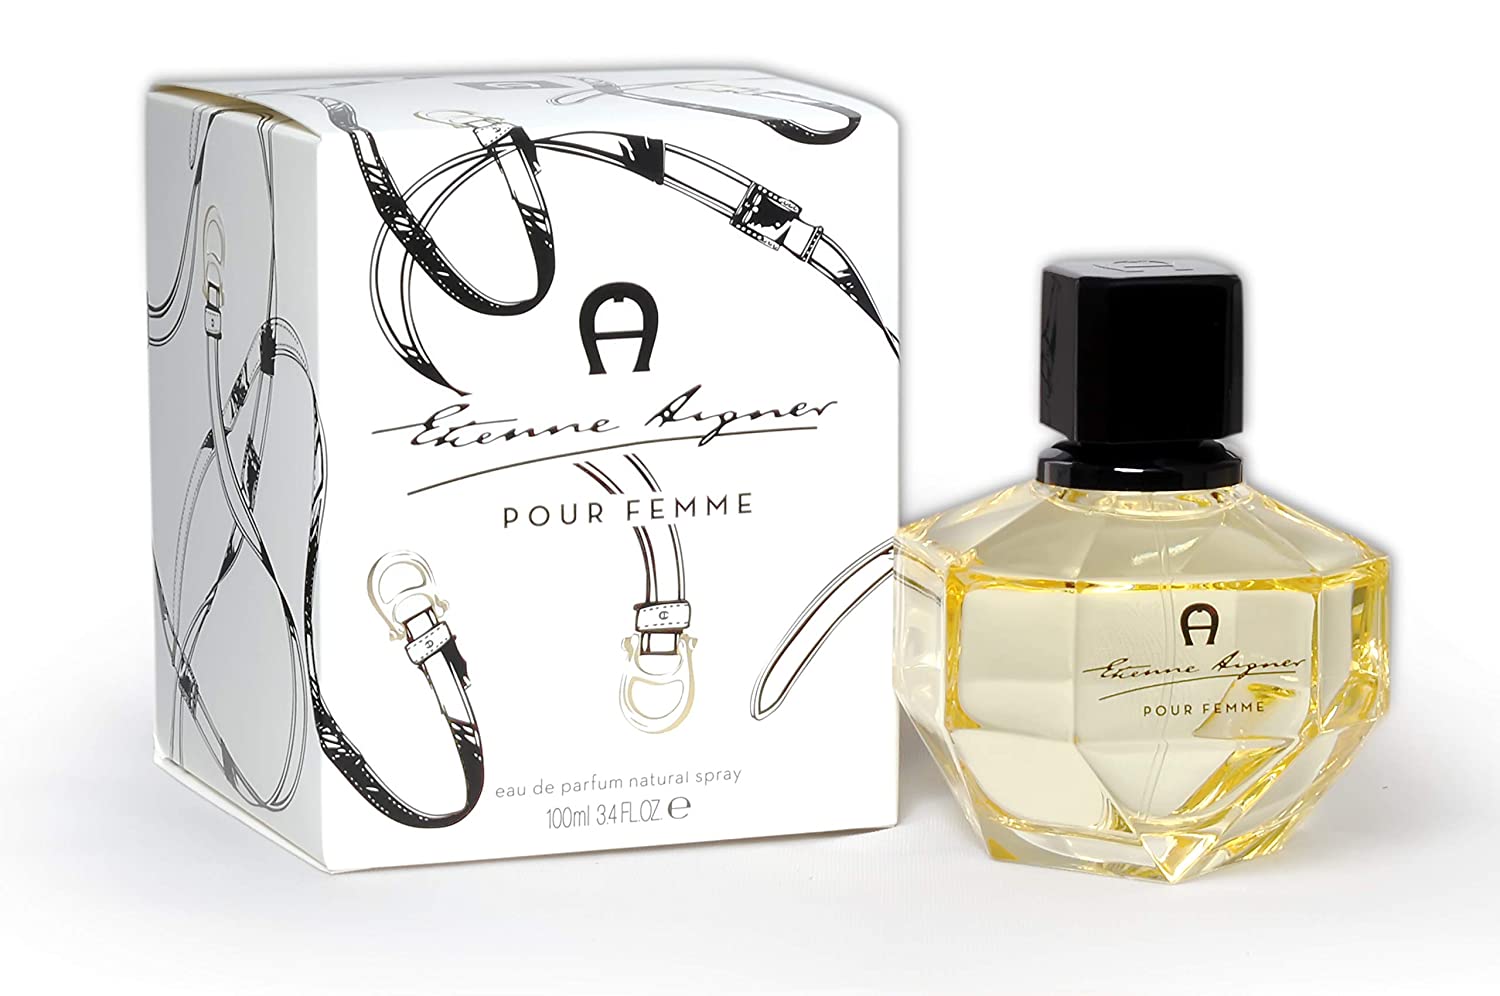 A
Etienne Aigner
POUR FEMME
eau de parfum natural spray
100ml 3.4 FL.OZ. e
A
Etienne Aigner
POUR FEMME